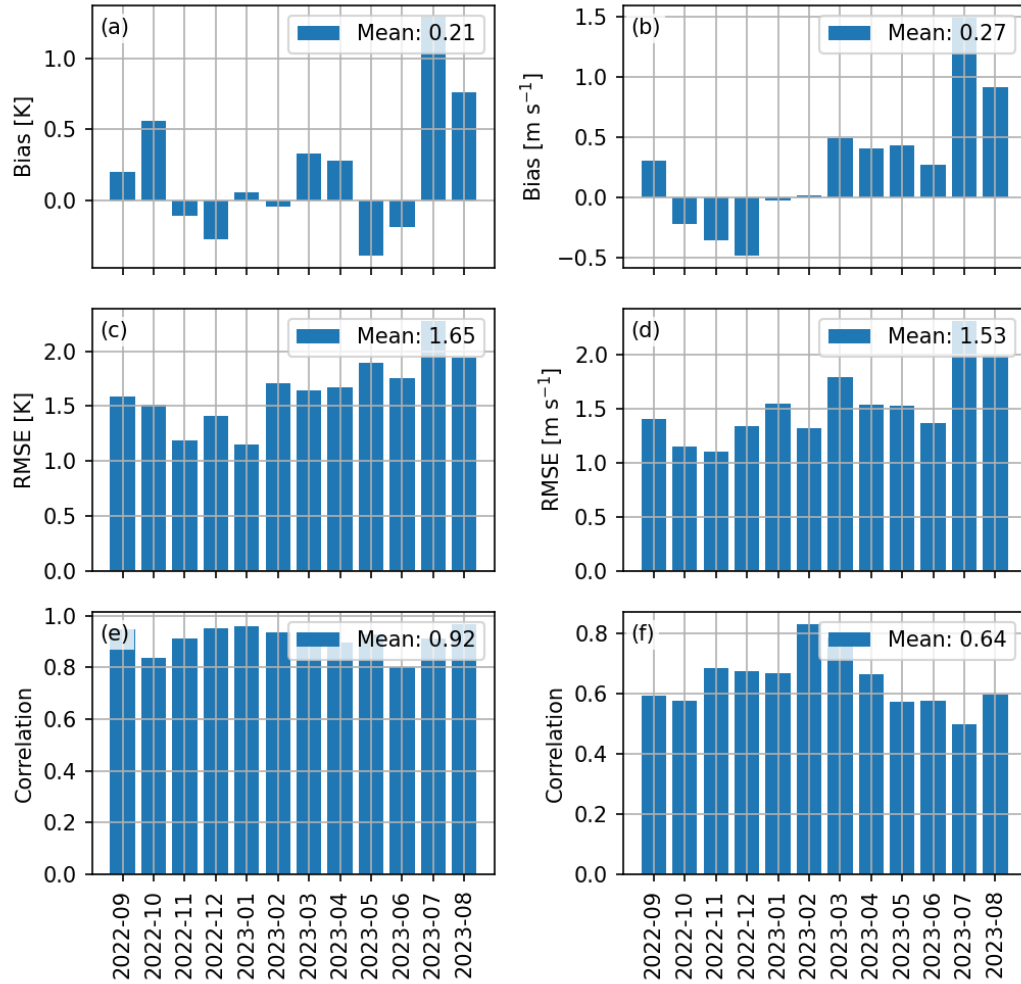 (a)
Mean: 0.21
Bias [K]
1.0
0.5
0.0
(b)
Mean: 0.27
Bias [m s⁻¹]
1.5
1.0
0.5
0.0
−0.5
(c)
Mean: 1.65
RMSE [K]
2.0
1.5
1.0
0.5
0.0
(d)
Mean: 1.53
RMSE [m s⁻¹]
2.0
1.5
1.0
0.5
0.0
(e)
Mean: 0.92
Correlation
1.0
0.8
0.6
0.4
0.2
0.0
2022-09
2022-10
2022-11
2022-12
2023-01
2023-02
2023-03
2023-04
2023-05
2023-06
2023-07
2023-08
(f)
Mean: 0.64
Correlation
0.8
0.6
0.4
0.2
0.0
2022-09
2022-10
2022-11
2022-12
2023-01
2023-02
2023-03
2023-04
2023-05
2023-06
2023-07
2023-08